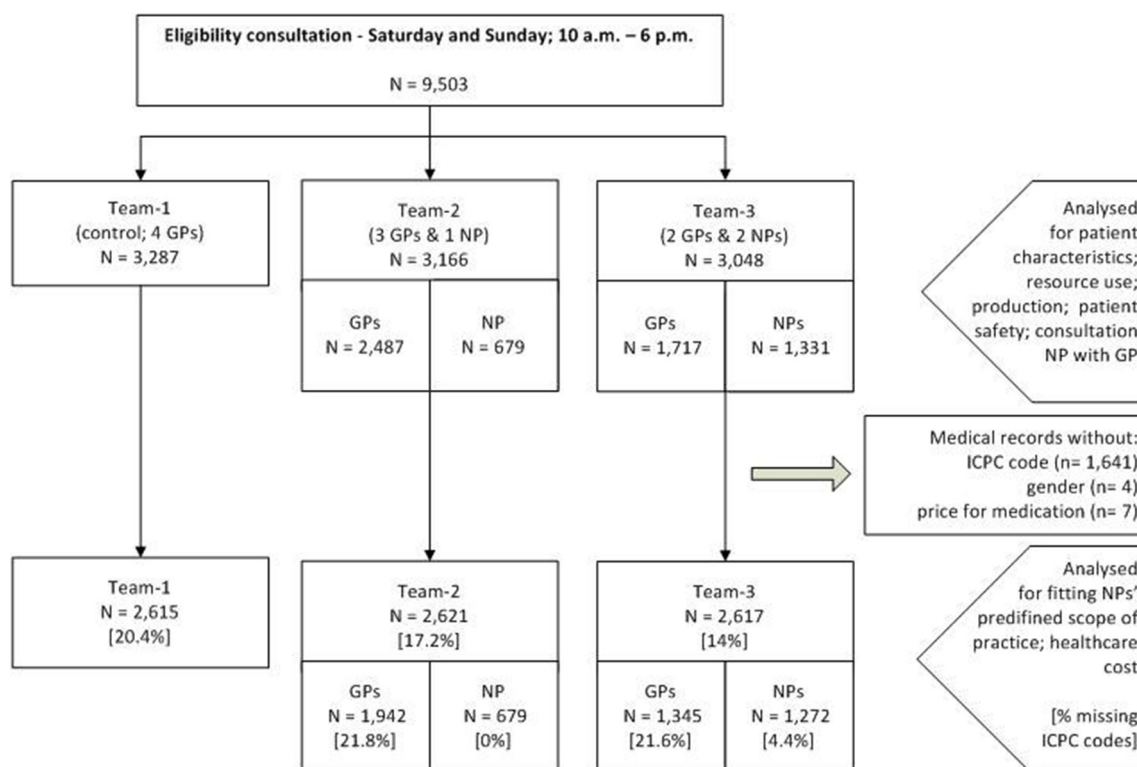 Eligibility consultation - Saturday and Sunday; 10 a.m. – 6 p.m.
N = 9,503
Team-1
(control; 4 GPs)
N = 3,287
Team-2
(3 GPs & 1 NP)
N = 3,166
GPs
N = 2,487
NP
N = 679
Team-3
(2 GPs & 2 NPs)
N = 3,048
GPs
N = 1,717
NPs
N = 1,331
Analysed
for patient
characteristics;
resource use;
production; patient
safety; consultation
NP with GP
Medical records without:
ICPC code (n= 1,641)
gender (n= 4)
price for medication (n= 7)
Team-1
N = 2,615
[20.4%]
Team-2
N = 2,621
[17.2%]
GPs
N = 1,942
[21.8%]
NP
N = 679
[0%]
Team-3
N = 2,617
[14%]
GPs
N = 1,345
[21.6%]
NPs
N = 1,272
[4.4%]
Analysed
for fitting NPs'
predifined scope of
practice; healthcare
cost
[% missing
ICPC codes]